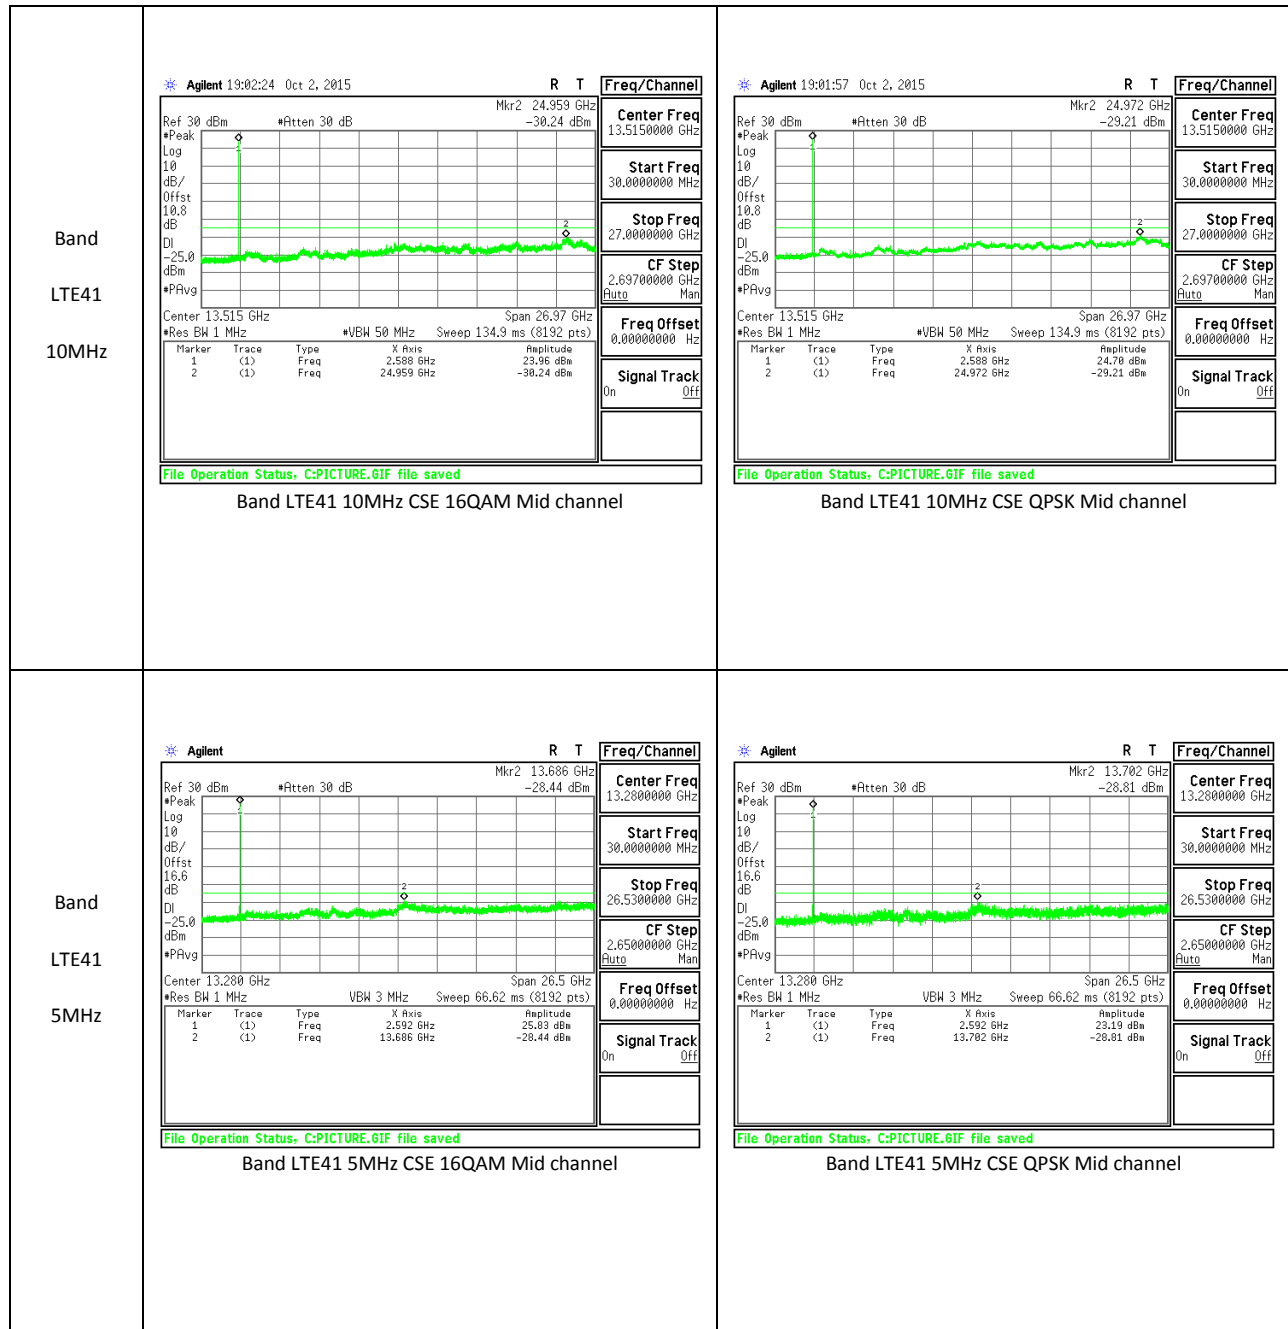 Band
LTE41
10MHz
Agilent 19:02:24 Oct 2, 2015 R T
Freq/Channel
Mkr2 24.959 GHz
Ref 30 dBm #Atten 30 dB -30.24 dBm
#Peak
Log
10
dB/
Offst
10.8
dB
DI
-25.0
dBm
#PAvg
1
2
Center 13.515 GHz Span 26.97 GHz
#Res BW 1 MHz #VBW 50 MHz Sweep 134.9 ms (8192 pts)
Marker Trace Type X Axis Amplitude
1 (1) Freq 2.588 GHz 23.96 dBm
2 (1) Freq 24.959 GHz -30.24 dBm
Center Freq
13.5150000 GHz
Start Freq
30.0000000 MHz
Stop Freq
27.0000000 GHz
CF Step
2.69700000 GHz
Auto Man
Freq Offset
0.00000000 Hz
Signal Track
On Off
File Operation Status, C:PICTURE.GIF file saved
Band LTE41 10MHz CSE 16QAM Mid channel
Agilent 19:01:57 Oct 2, 2015 R T
Freq/Channel
Mkr2 24.972 GHz
Ref 30 dBm #Atten 30 dB -29.21 dBm
#Peak
Log
10
dB/
Offst
10.8
dB
DI
-25.0
dBm
#PAvg
1
2
Center 13.515 GHz Span 26.97 GHz
#Res BW 1 MHz #VBW 50 MHz Sweep 134.9 ms (8192 pts)
Marker Trace Type X Axis Amplitude
1 (1) Freq 2.588 GHz 24.70 dBm
2 (1) Freq 24.972 GHz -29.21 dBm
Center Freq
13.5150000 GHz
Start Freq
30.0000000 MHz
Stop Freq
27.0000000 GHz
CF Step
2.69700000 GHz
Auto Man
Freq Offset
0.00000000 Hz
Signal Track
On Off
File Operation Status, C:PICTURE.GIF file saved
Band LTE41 10MHz CSE QPSK Mid channel
Band
LTE41
5MHz
Agilent R T
Freq/Channel
Mkr2 13.686 GHz
Ref 30 dBm #Atten 30 dB -28.44 dBm
#Peak
Log
10
dB/
Offst
16.6
dB
DI
-25.0
dBm
#PAvg
1
2
Center 13.280 GHz Span 26.5 GHz
#Res BW 1 MHz VBW 3 MHz Sweep 66.62 ms (8192 pts)
Marker Trace Type X Axis Amplitude
1 (1) Freq 2.592 GHz 25.83 dBm
2 (1) Freq 13.686 GHz -28.44 dBm
Center Freq
13.2800000 GHz
Start Freq
30.0000000 MHz
Stop Freq
26.5300000 GHz
CF Step
2.65000000 GHz
Auto Man
Freq Offset
0.00000000 Hz
Signal Track
On Off
File Operation Status, C:PICTURE.GIF file saved
Band LTE41 5MHz CSE 16QAM Mid channel
Agilent R T
Freq/Channel
Mkr2 13.702 GHz
Ref 30 dBm #Atten 30 dB -28.81 dBm
#Peak
Log
10
dB/
Offst
16.6
dB
DI
-25.0
dBm
#PAvg
1
2
Center 13.280 GHz Span 26.5 GHz
#Res BW 1 MHz VBW 3 MHz Sweep 66.62 ms (8192 pts)
Marker Trace Type X Axis Amplitude
1 (1) Freq 2.592 GHz 23.19 dBm
2 (1) Freq 13.702 GHz -28.81 dBm
Center Freq
13.2800000 GHz
Start Freq
30.0000000 MHz
Stop Freq
26.5300000 GHz
CF Step
2.65000000 GHz
Auto Man
Freq Offset
0.00000000 Hz
Signal Track
On Off
File Operation Status, C:PICTURE.GIF file saved
Band LTE41 5MHz CSE QPSK Mid channel